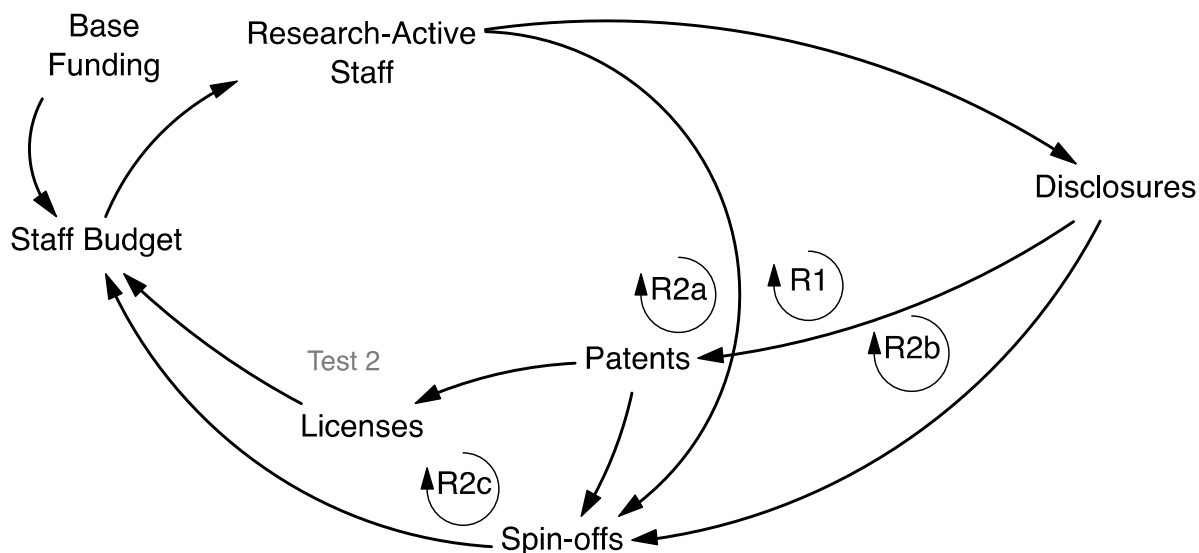 Base
Funding
Research-Active
Staff
Disclosures
Staff Budget
R2a
R1
R2b
Patents
Test 2
Licenses
R2c
Spin-offs